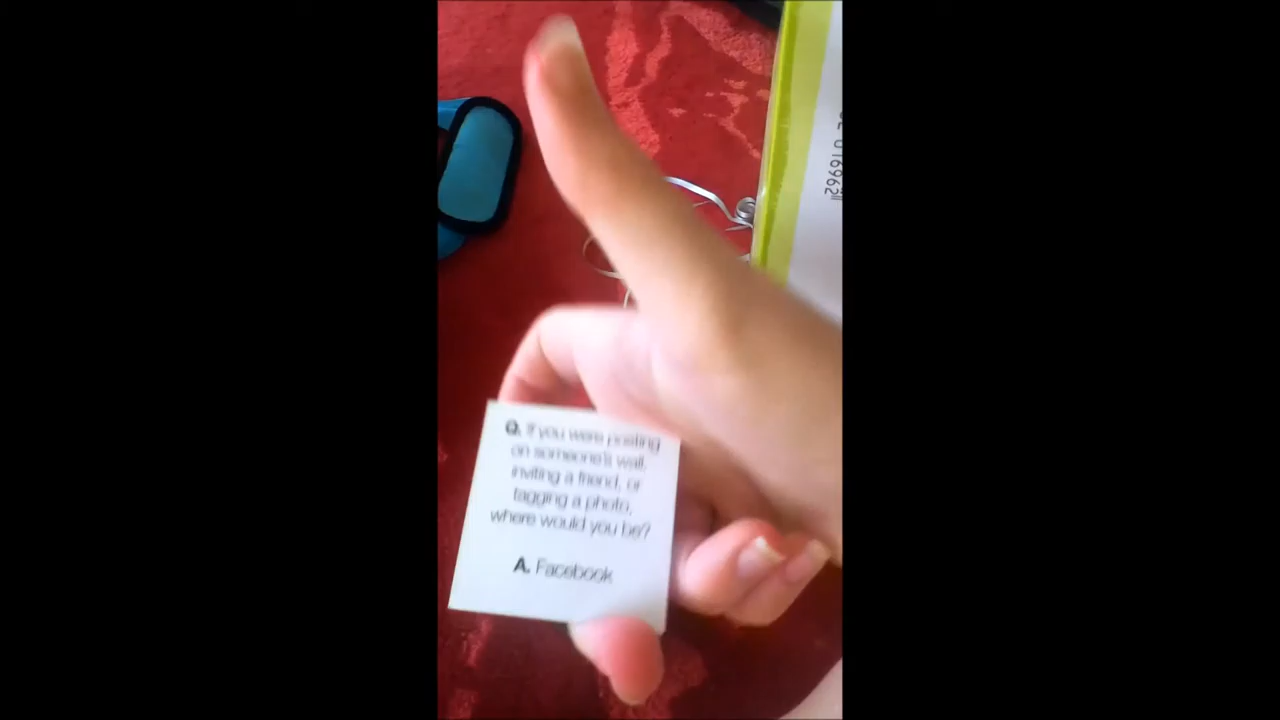 Q. If you were posting
on someone's wall,
inviting a friend, or
tagging a photo,
where would you be?
A. Facebook